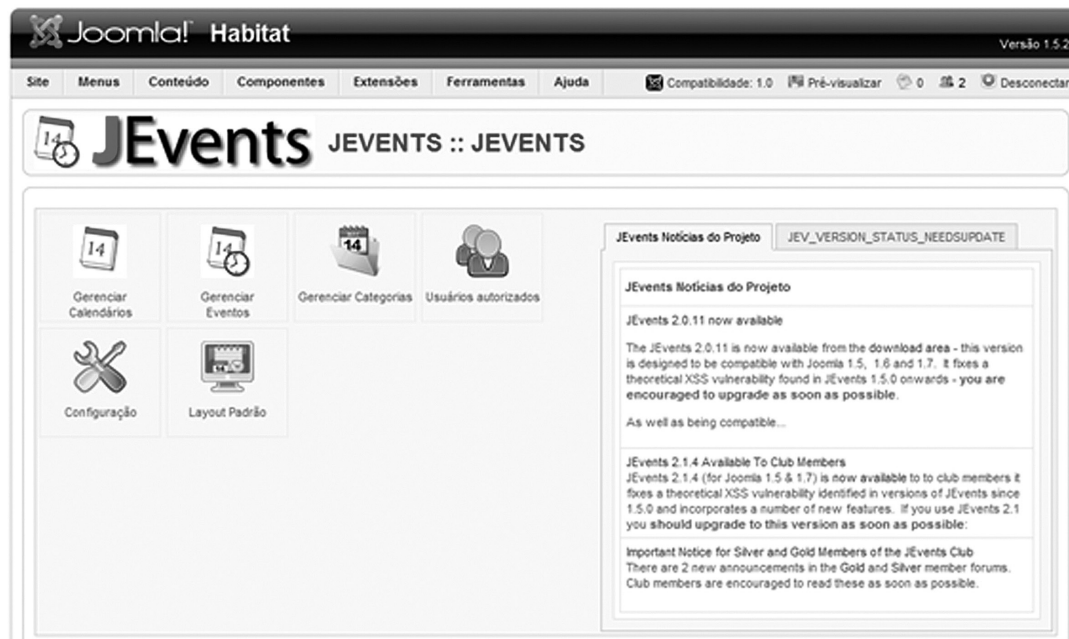 Joomla! Habitat
Versão 1.5.2
Site Menus Conteúdo Componentes Extensões Ferramentas Ajuda Compatibilidade: 1.0 Pré-visualizar 0 2 Desconectar
14 JEvents JEVENTS :: JEVENTS
14 14 14
Gerenciar Calendários
Gerenciar Eventos
Gerenciar Categorias
Usuários autorizados
14
Configuração
Layout Padrão
JEvents Notícias do Projeto JEV_VERSION_STATUS_NEEDSUPDATE
JEvents Notícias do Projeto
JEvents 2.0.11 now available
The JEvents 2.0.11 is now available from the download area - this version
is designed to be compatible with Joomla 1.5, 1.6 and 1.7. It fixes a
theoretical XSS vulnerability found in JEvents 1.5.0 onwards - you are
encouraged to upgrade as soon as possible.
As well as being compatible...
JEvents 2.1.4 Available To Club Members
JEvents 2.1.4 (for Joomla 1.5 & 1.7) is now available to to club members it
fixes a theoretical XSS vulnerability identified in versions of JEvents since
1.5.0 and incorporates a number of new features. If you use JEvents 2.1
you should upgrade to this version as soon as possible:
Important Notice for Silver and Gold Members of the JEvents Club
There are 2 new announcements in the Gold and Silver member forums.
Club members are encouraged to read these as soon as possible.